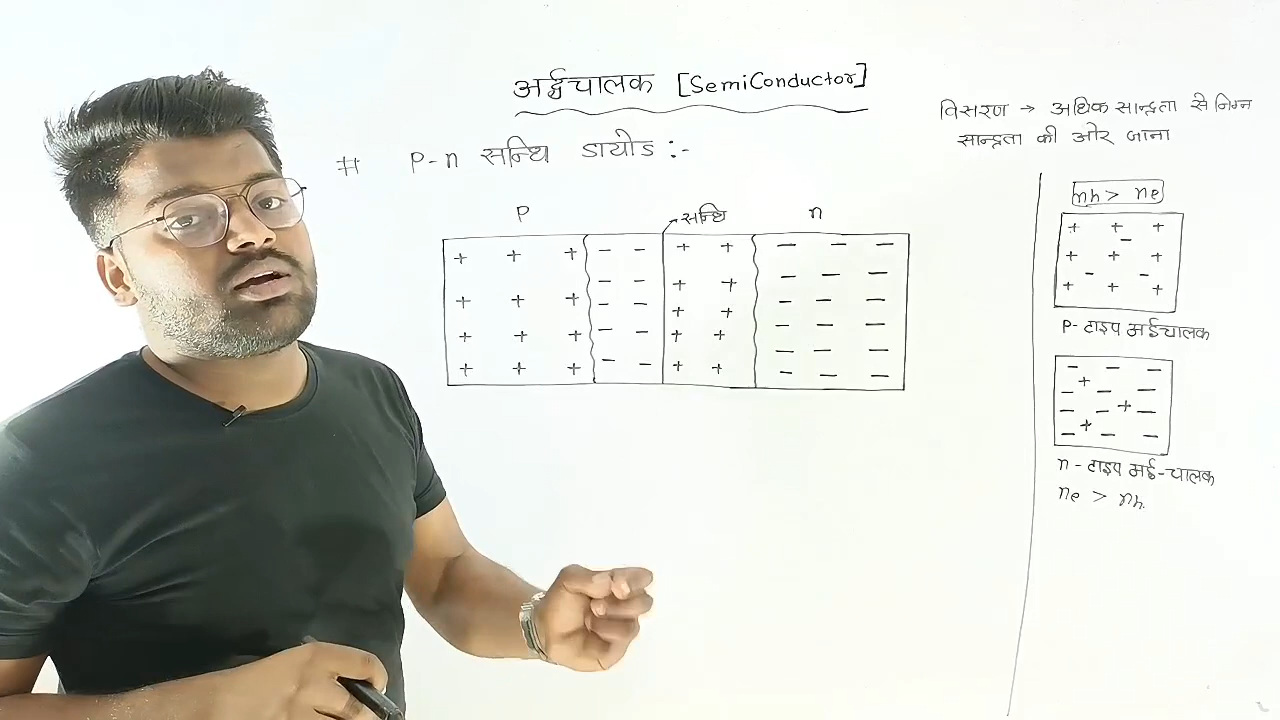 अर्द्धचालक [SemiConductor]
# P-n सन्धि डायोड :-
P
सन्धि
n
+ + + - - + + - - -
+ + + - - + + - - -
- - + + - - -
+ + + - - + + - - -
- - -
+ + + - - + + - - -
विसरण → अधिक सान्द्रता से निम्न
सान्द्रता की ओर जाना
nh > ne
+ + +
-
+ + +
- -
+ + +
P- टाइप अर्द्धचालक
- - -
+
- - -
- - + -
+
- - -
n - टाइप अर्द्ध-चालक
ne > nh.